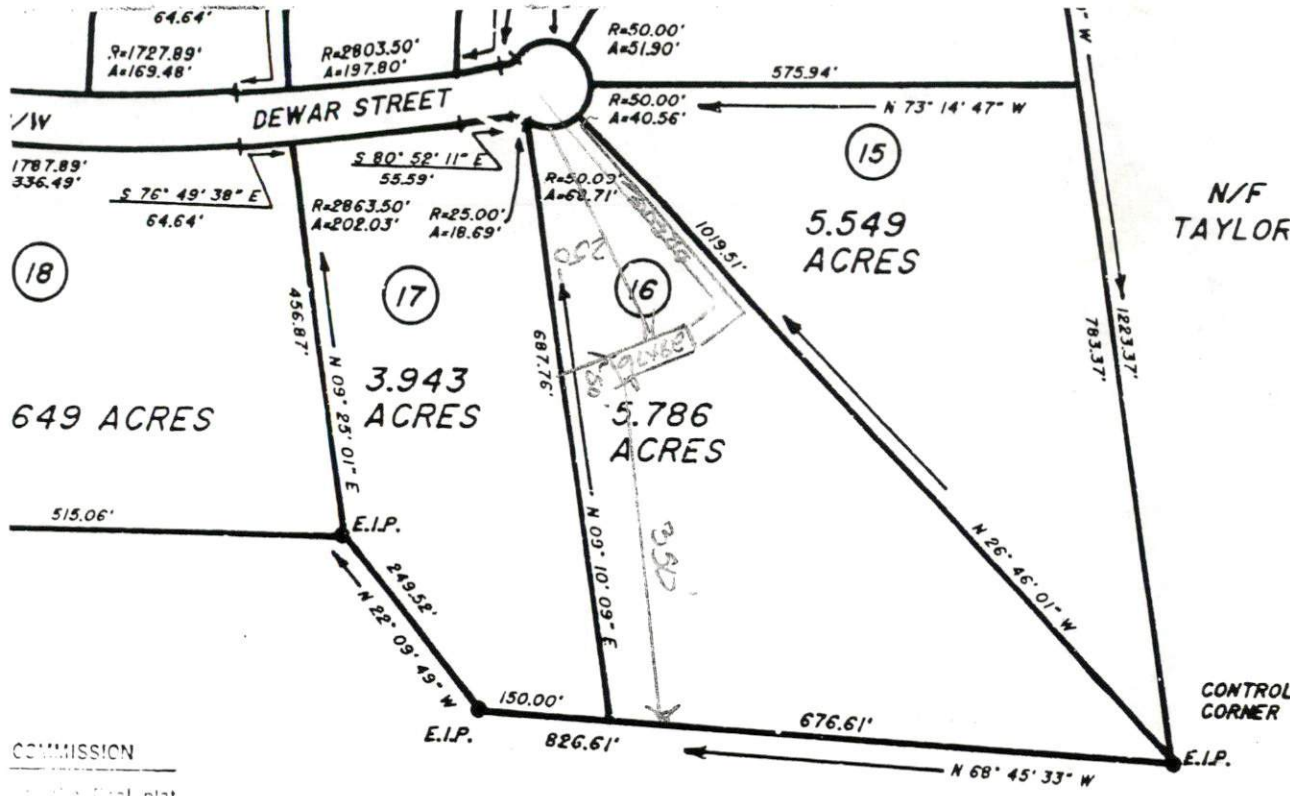 64.64'
R=1727.89'
A=169.48'
R=2803.50'
A=197.80'
R=50.00'
A=51.90'
575.94'
N 73° 14' 47" W
R=50.00'
A=40.56'
DEWAR STREET
/W
1787.89'
336.49'
S 76° 49' 38" E
64.64'
S 80° 52' 11" E
55.59'
R=2863.50'
A=202.03'
R=25.00'
A=18.69'
R=50.00'
15
5.549
ACRES
N/F
TAYLOR
W
1223.37'
783.37'
1019.51'
18
17
16
250
28x76
50'
350'
456.87'
N 09° 25' 01" E
687.76'
3.943
ACRES
649 ACRES
5.786
ACRES
N 09° 10' 09" E
N 26° 46' 01" W
515.06'
E.I.P.
249.52'
N 22° 09' 49" W
150.00'
E.I.P.
826.61'
676.61'
N 68° 45' 33" W
CONTROL
CORNER
E.I.P.
COMMISSION
plat